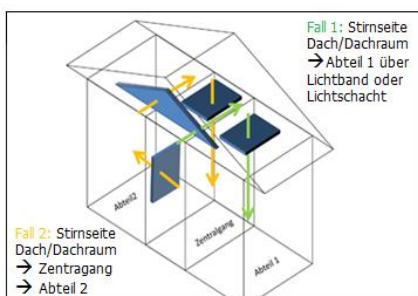 Fall 1: Stirnseite
Dach/Dachraum
→Abteil 1 über
Lichtband oder
Lichtschacht
Abteil2
Zentralgang
Abteil 1
Fall 2: Stirnseite
Dach/Dachraum
→ Zentragang
→ Abteil 2